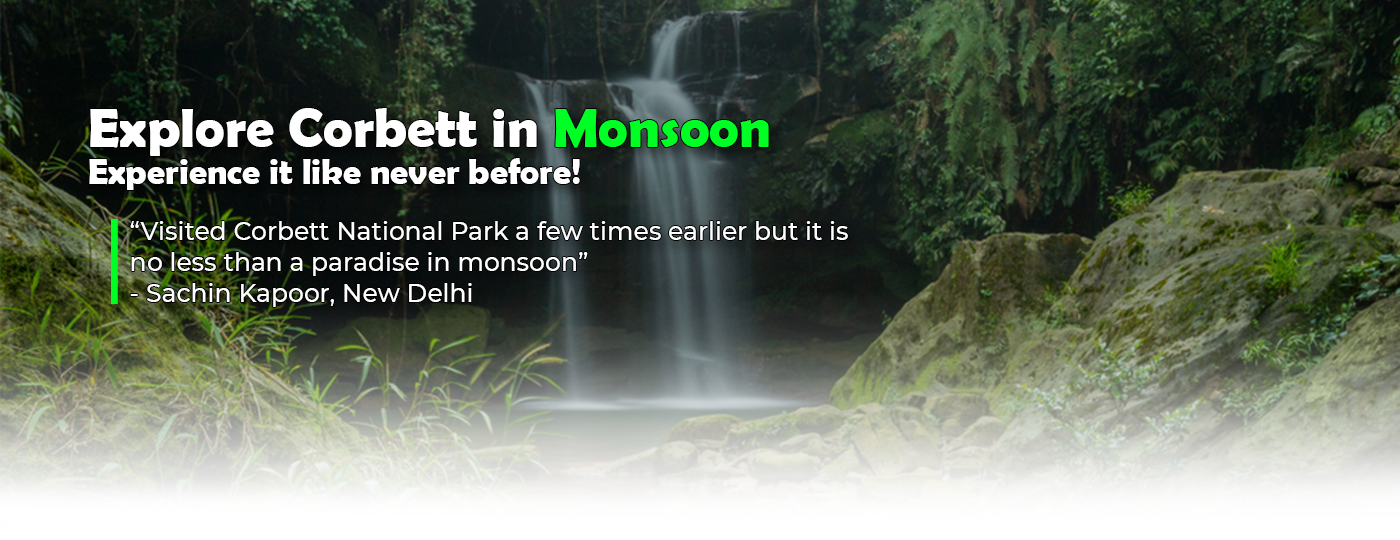 Explore Corbett in Monsoon
Experience it like never before!
“Visited Corbett National Park a few times earlier but it is
no less than a paradise in monsoon”
- Sachin Kapoor, New Delhi